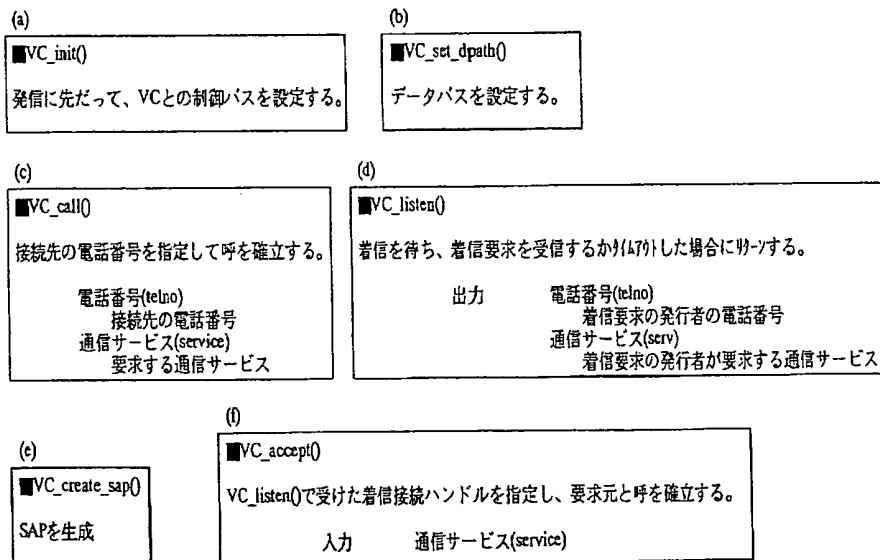 (a)
■VC_init()
発信に先だって、VCとの制御パスを設定する。
(b)
■VC_set_dpath()
データパスを設定する。
(c)
■VC_call()
接続先の電話番号を指定して呼を確立する。
電話番号(telno)
接続先の電話番号
通信サービス(service)
要求する通信サービス
(d)
■VC_listen()
着信を待ち、着信要求を受信するかタイムアウトした場合にリターンする。
出力 電話番号(telno)
着信要求の発行者の電話番号
通信サービス(serv)
着信要求の発行者が要求する通信サービス
(e)
■VC_create_sap()
SAPを生成
(f)
■VC_accept()
VC_listen()で受けた着信接続ハンドルを指定し、要求元と呼を確立する。
入力 通信サービス(service)